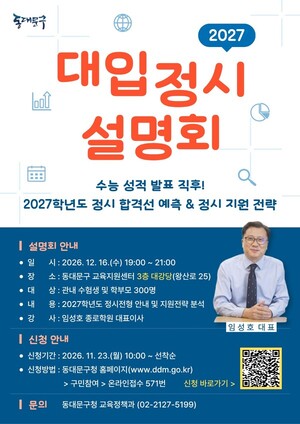 동대문구
2027
대입정시
설명회
수능 성적 발표 직후!
2027학년도 정시 합격선 예측 & 정시 지원 전략
설명회 안내
• 일 시 : 2026. 12. 16.(수) 19:00 ~ 21:00
• 장 소 : 동대문구 교육지원센터 3층 대강당(왕산로 25)
• 대 상 : 관내 수험생 및 학부모 300명
• 내 용 : 2027학년도 정시전형 안내 및 지원전략 분석
• 강 사 : 임성호 종로학원 대표이사
임성호 대표
신청 안내
• 신청기간 : 2026. 11. 23.(월) 10:00 ~ 선착순
• 신청방법 : 동대문구청 홈페이지(www.ddm.go.kr)
> 구민참여 > 온라인접수 571번 신청 바로가기 >
문의 동대문구청 교육정책과 (02-2127-5199)